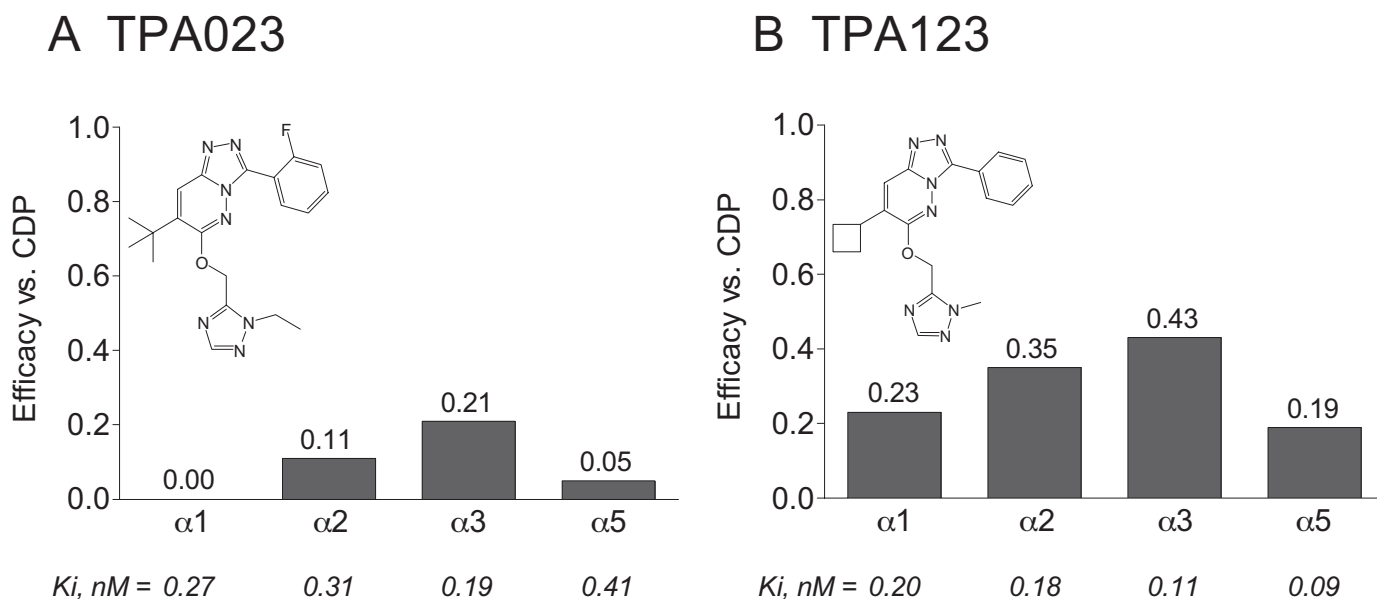 A TPA023
B TPA123
Efficacy vs. CDP
1.0
0.8
0.6
0.4
0.2
0.0
F
N N
N
N
O
N
N
N
0.00
0.11
0.21
0.05
α1 α2 α3 α5
Ki, nM = 0.27 0.31 0.19 0.41
Efficacy vs. CDP
1.0
0.8
0.6
0.4
0.2
0.0
N N
N
N
O
N
N
N
0.23
0.35
0.43
0.19
α1 α2 α3 α5
Ki, nM = 0.20 0.18 0.11 0.09